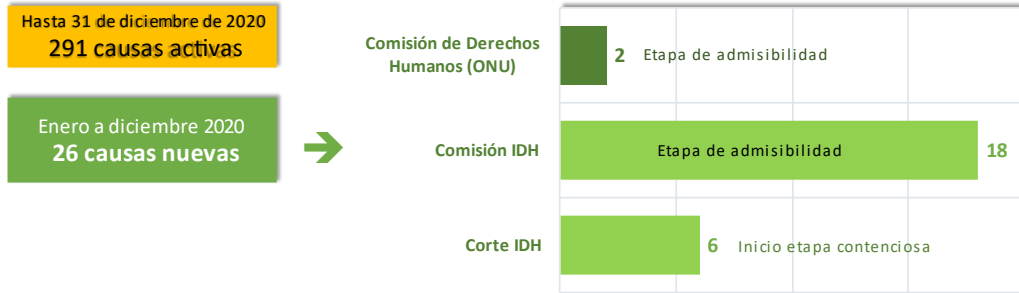 Hasta 31 de diciembre de 2020
291 causas activas
Enero a diciembre 2020
26 causas nuevas
Comisión de Derechos
Humanos (ONU)
2 Etapa de admisibilidad
Comisión IDH
Etapa de admisibilidad 18
Corte IDH
6 Inicio etapa contenciosa